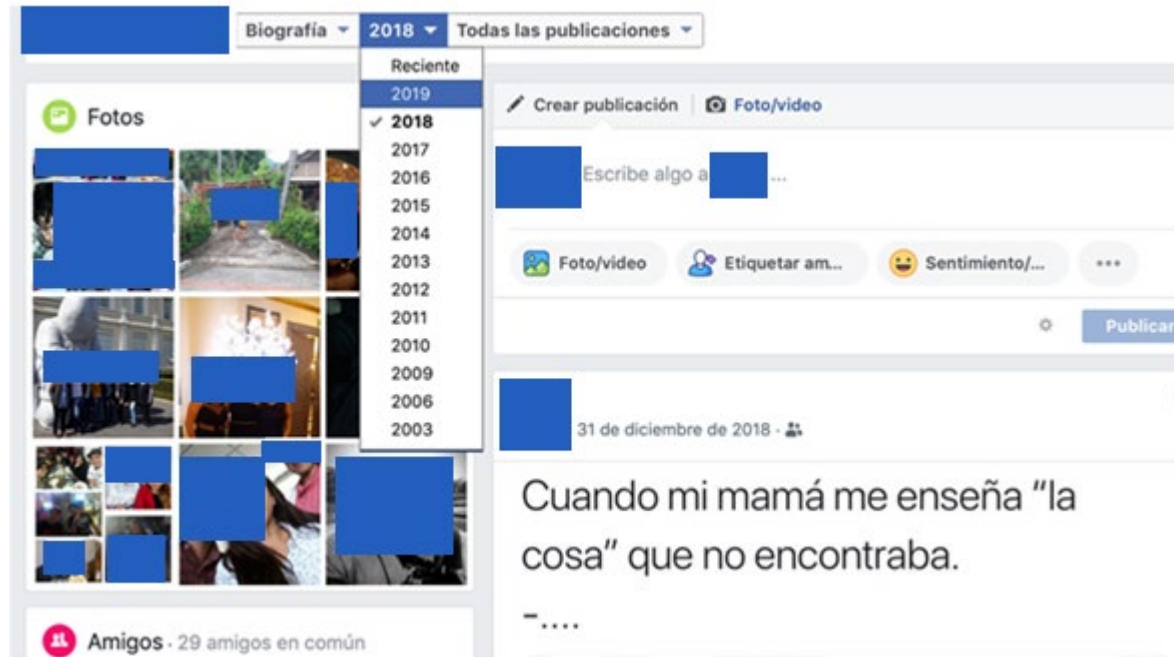 Biografía 2018 Todas las publicaciones
Reciente
2019
2018
2017
2016
2015
2014
2013
2012
2011
2010
2009
2006
2003
Fotos
Amigos · 29 amigos en común
Crear publicación Foto/video
Escribe algo a ...
Foto/video Etiquetar am... Sentimiento/... ...
Publicar
31 de diciembre de 2018 ·
Cuando mi mamá me enseña "la
cosa" que no encontraba.
-....